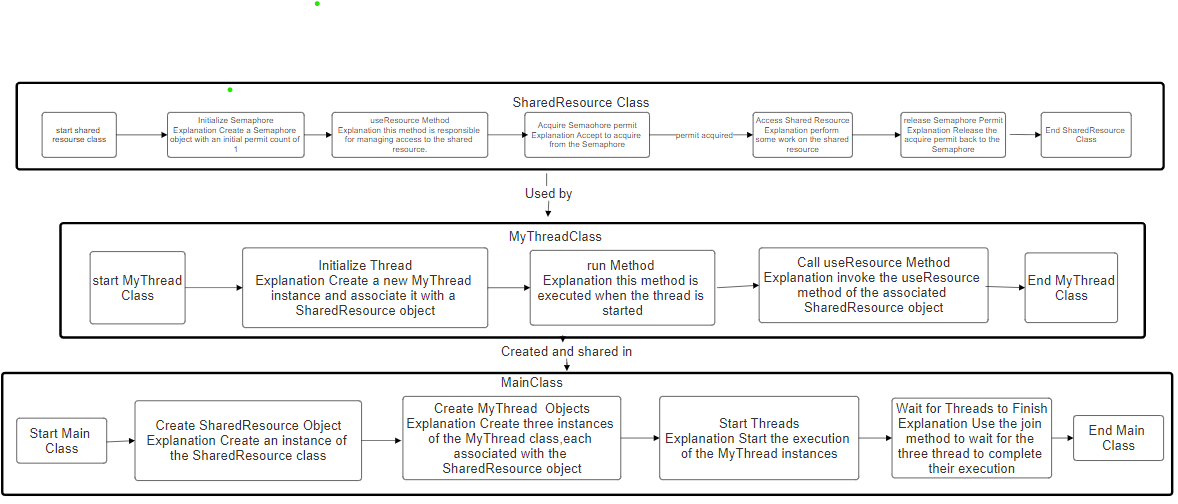 SharedResource Class
start shared
resourse class
Initialize Semaphore
Explanation Create a Semaphore
object with an initial permit count of
1
useResource Method
Explanation this method is responsible
for managing access to the shared
resource.
Acquire Semaohore permit
Explanation Accept to acquire
from the Semaphore
permit acquired
Access Shared Resource
Explanation perform
some work on the shared
resource
release Semaphore Permit
Explanation Release the
acquire permit back to the
Semaphore
End SharedResource
Class
Used by
MyThreadClass
start MyThread
Class
Initialize Thread
Explanation Create a new MyThread
instance and associate it with a
SharedResource object
run Method
Explanation this method is
executed when the thread is
started
Call useResource Method
Explanation invoke the useResource
method of the associated
SharedResource object
End MyThread
Class
Created and shared in
MainClass
Start Main
Class
Create SharedResource Object
Explanation Create an instance of
the SharedResource class
Create MyThread Objects
Explanation Create three instances
of the MyThread class,each
associated with the
SharedResource object
Start Threads
Explanation Start the execution
of the MyThread instances
Wait for Threads to Finish
Explanation Use the join
method to wait for the
three thread to complete
their execution
End Main
Class